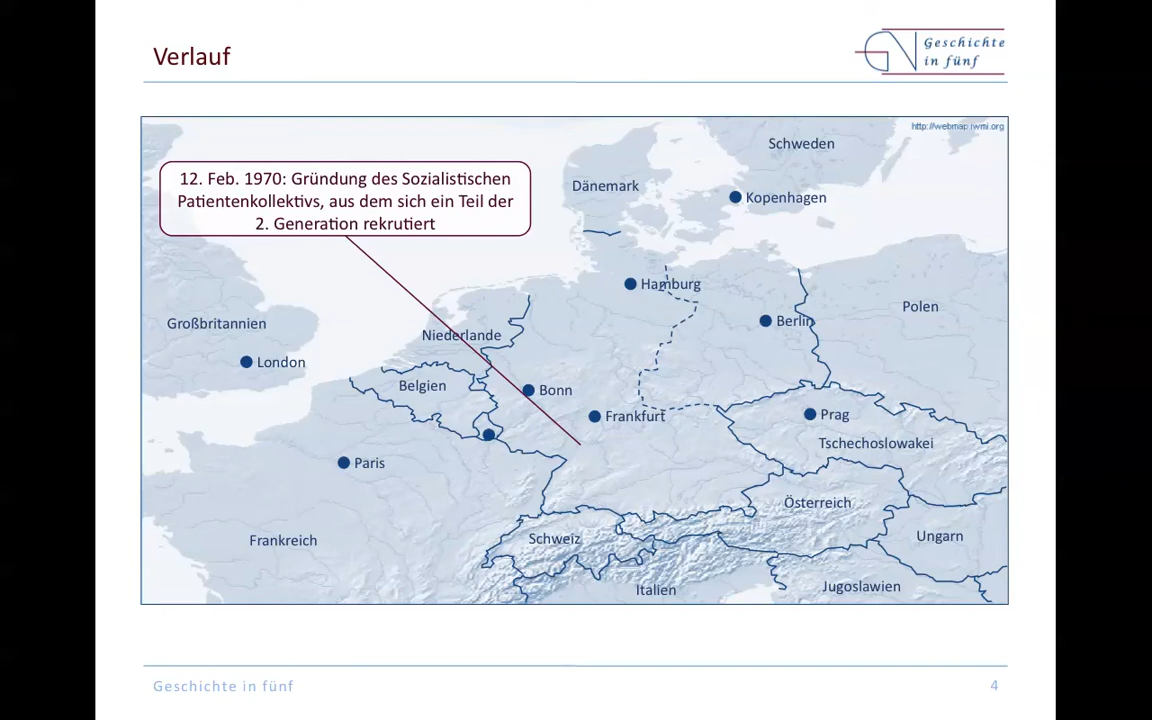 Verlauf
Geschichte
in fünf
http://webmap.iwmi.org
Schweden
12. Feb. 1970: Gründung des Sozialistischen
Patientenkollektivs, aus dem sich ein Teil der
2. Generation rekrutiert
Dänemark
Kopenhagen
Hamburg
Polen
Großbritannien
Berlin
Niederlande
London
Belgien
Bonn
Frankfurt
Prag
Tschechoslowakei
Paris
Österreich
Frankreich
Schweiz
Ungarn
Italien
Jugoslawien
Geschichte in fünf
4